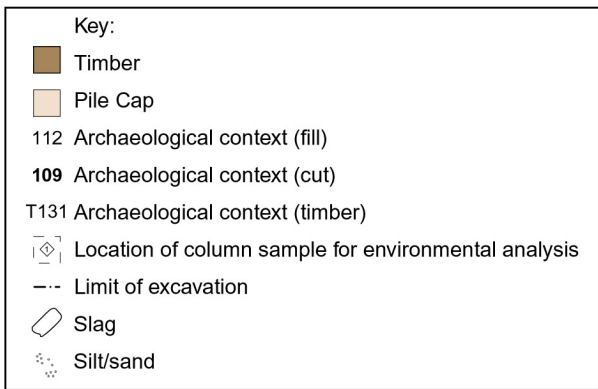 Key:
Timber
Pile Cap
112 Archaeological context (fill)
109 Archaeological context (cut)
T131 Archaeological context (timber)
1 Location of column sample for environmental analysis
Limit of excavation
Slag
Silt/sand